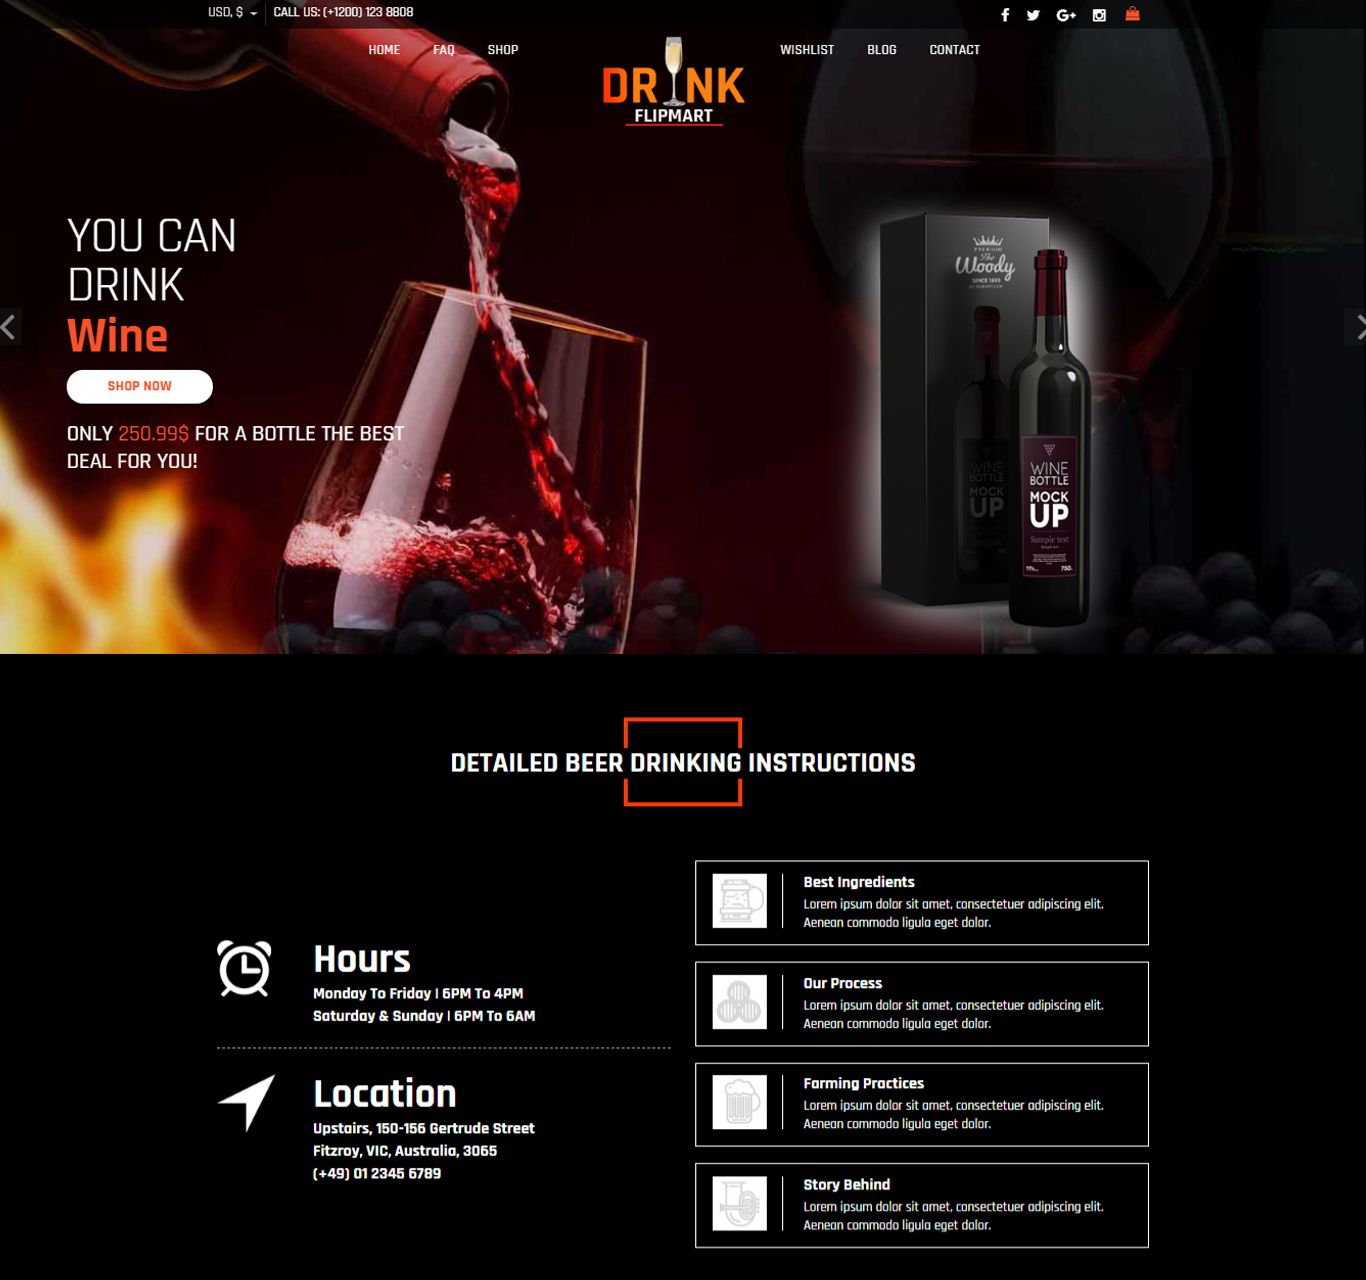 USD, $
CALL US: (+1200) 123 8808
HOME
FAQ
SHOP
DRINK
FLIPMART
WISHLIST
BLOG
CONTACT
YOU CAN
DRINK
Wine
SHOP NOW
ONLY 250.99$ FOR A BOTTLE THE BEST
DEAL FOR YOU!
PREMIUM
The
Woody
SINCE 1893
WINE
BOTTLE
MOCK
UP
WINE
BOTTLE
MOCK
UP
Sample text
Sample text
750
DETAILED BEER DRINKING INSTRUCTIONS
Hours
Monday To Friday | 6PM To 4PM
Saturday & Sunday | 6PM To 6AM
Location
Upstairs, 150-156 Gertrude Street
Fitzroy, VIC, Australia, 3065
(+49) 01 2345 6789
Best Ingredients
Lorem ipsum dolor sit amet, consectetuer adipiscing elit.
Aenean commodo ligula eget dolor.
Our Process
Lorem ipsum dolor sit amet, consectetuer adipiscing elit.
Aenean commodo ligula eget dolor.
Farming Practices
Lorem ipsum dolor sit amet, consectetuer adipiscing elit.
Aenean commodo ligula eget dolor.
Story Behind
Lorem ipsum dolor sit amet, consectetuer adipiscing elit.
Aenean commodo ligula eget dolor.